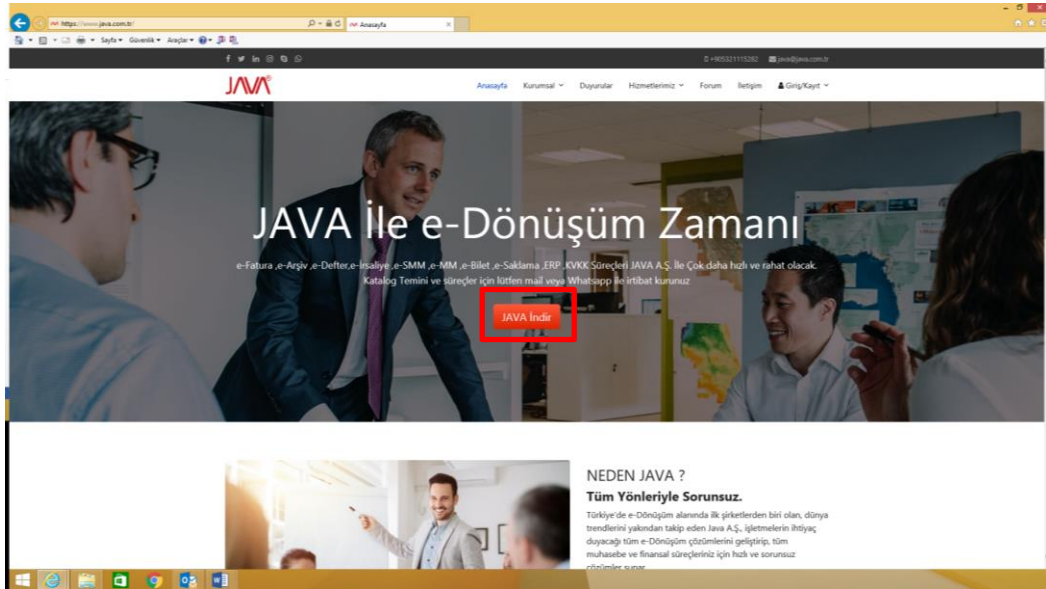 https://www.java.com.tr/
Anasayfa
Sayfa Güvenlik Araçlar
+905321115282 java@java.com.tr
JAVA®
Anasayfa Kurumsal Duyurular Hizmetlerimiz Forum İletişim Giriş/Kayıt
JAVA İle e-Dönüşüm Zamanı
e-Fatura ,e-Arşiv ,e-Defter,e-İrsaliye ,e-SMM ,e-MM ,e-Bilet ,e-Saklama ,ERP ,KVKK Süreçleri JAVA A.Ş. İle Çok daha hızlı ve rahat olacak.
Katalog Temini ve süreçler için lütfen mail veya Whatsapp ile irtibat kurunuz
JAVA İndir
NEDEN JAVA ?
Tüm Yönleriyle Sorunsuz.
Türkiye'de e-Dönüşüm alanında ilk şirketlerden biri olan, dünya
trendlerini yakından takip eden Java A.Ş., işletmelerin ihtiyaç
duyacağı tüm e-Dönüşüm çözümlerini geliştirip, tüm
muhasebe ve finansal süreçleriniz için hızlı ve sorunsuz
çözümler sunar